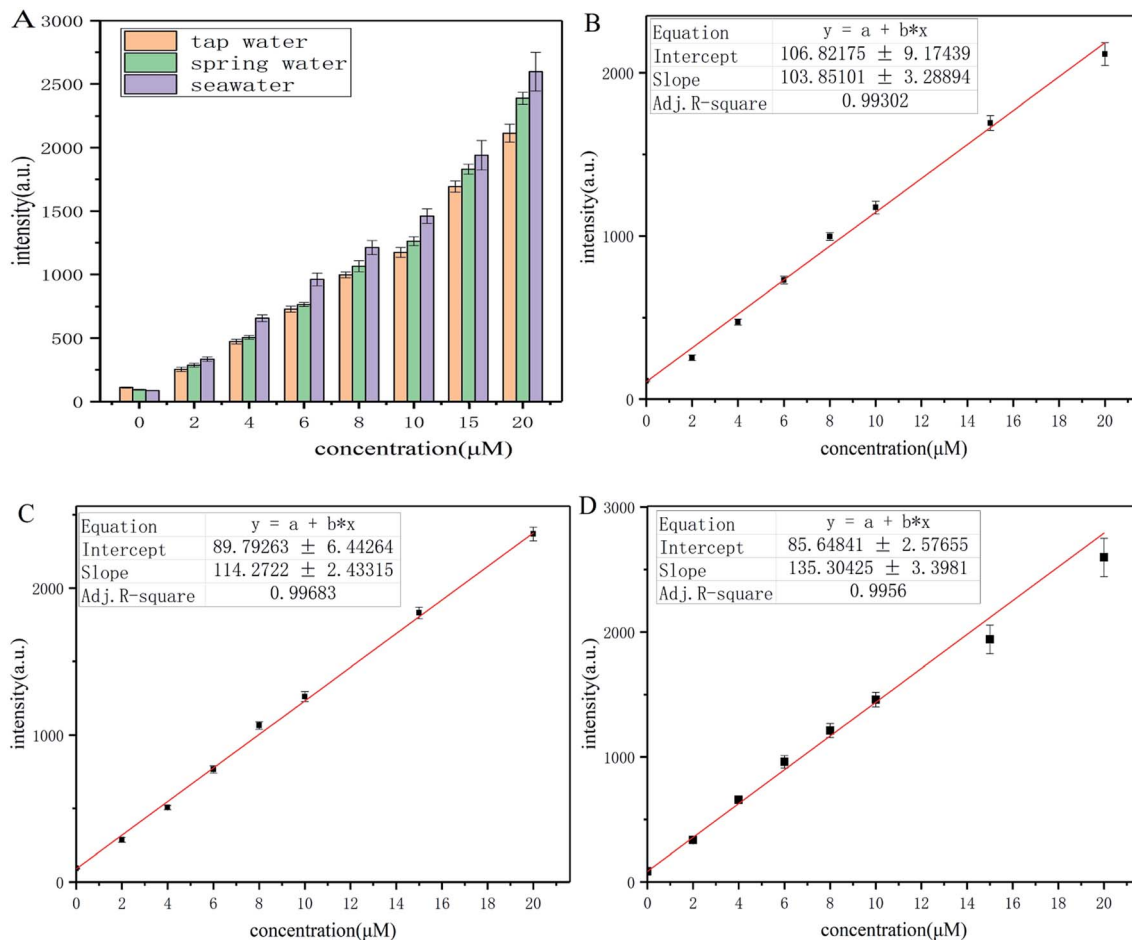 A
tap water
spring water
seawater
3000
2500
2000
1500
1000
500
0
intensity(a.u.)
0 2 4 6 8 10 15 20
concentration(μM)
B
Equation y = a + b*x
Intercept 106.82175 ± 9.17439
Slope 103.85101 ± 3.28894
Adj.R-square 0.99302
2000
1000
0
intensity(a.u.)
0 2 4 6 8 10 12 14 16 18 20
concentration(μM)
C
Equation y = a + b*x
Intercept 89.79263 ± 6.44264
Slope 114.2722 ± 2.43315
Adj.R-square 0.99683
2000
1000
0
intensity(a.u.)
0 2 4 6 8 10 12 14 16 18 20
concentration(μM)
D
Equation y = a + b*x
Intercept 85.64841 ± 2.57655
Slope 135.30425 ± 3.3981
Adj.R-square 0.9956
3000
2000
1000
0
intensity(a.u.)
0 2 4 6 8 10 12 14 16 18 20
concentration(μM)